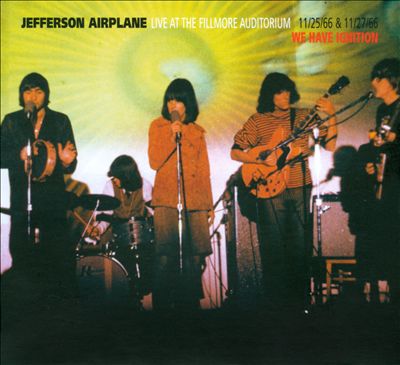 JEFFERSON AIRPLANE LIVE AT THE FILLMORE AUDITORIUM 11/25/66 & 11/27/66
WE HAVE IGNITION